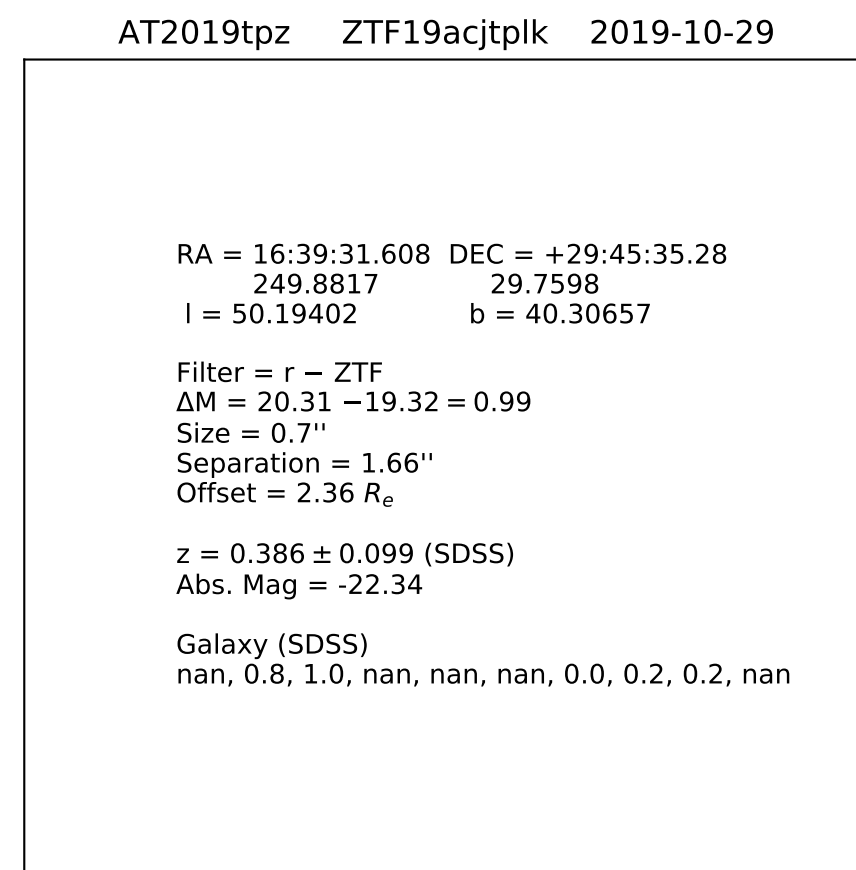 AT2019tpz ZTF19acjtplk 2019-10-29
RA = 16:39:31.608 DEC = +29:45:35.28
249.8817 29.7598
l = 50.19402 b = 40.30657
Filter = r − ZTF
ΔM = 20.31 −19.32 = 0.99
Size = 0.7''
Separation = 1.66''
Offset = 2.36 Rₑ
z = 0.386 ± 0.099 (SDSS)
Abs. Mag = -22.34
Galaxy (SDSS)
nan, 0.8, 1.0, nan, nan, nan, 0.0, 0.2, 0.2, nan